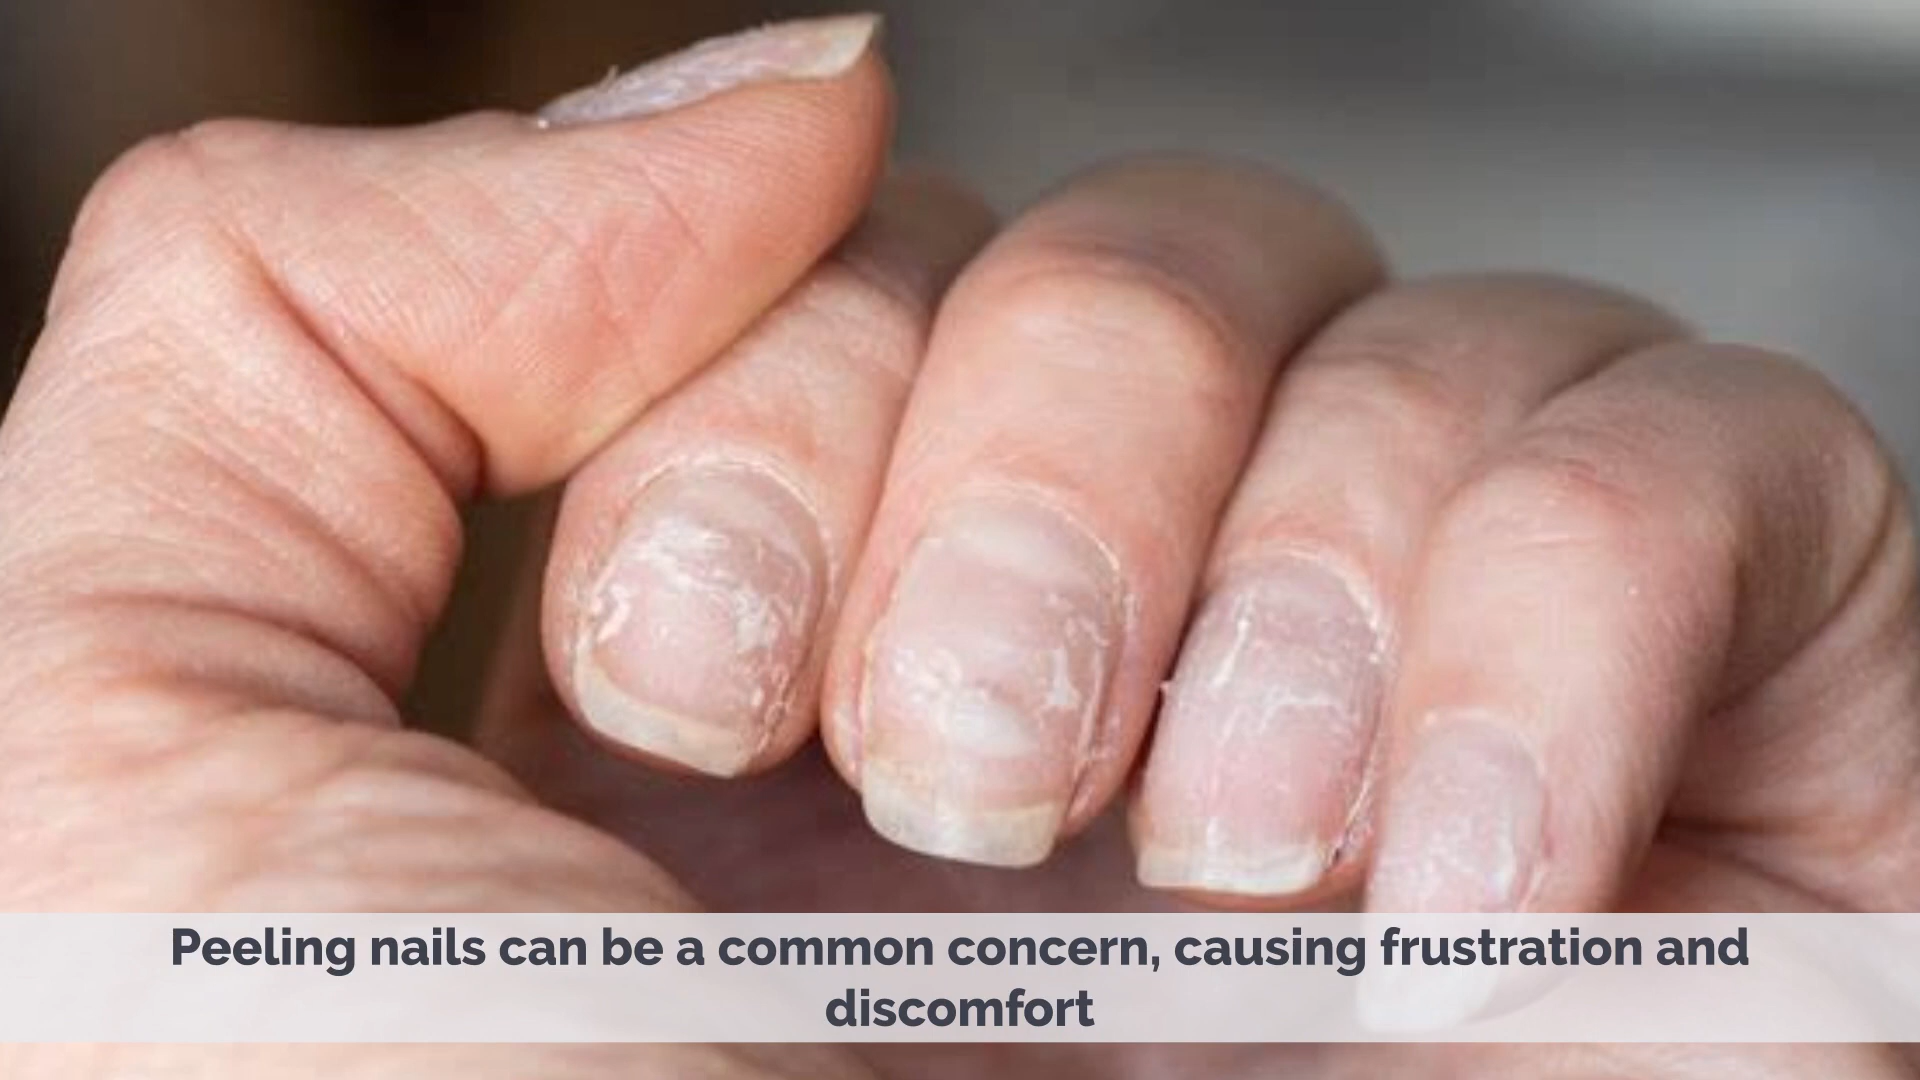 Peeling nails can be a common concern, causing frustration and
discomfort